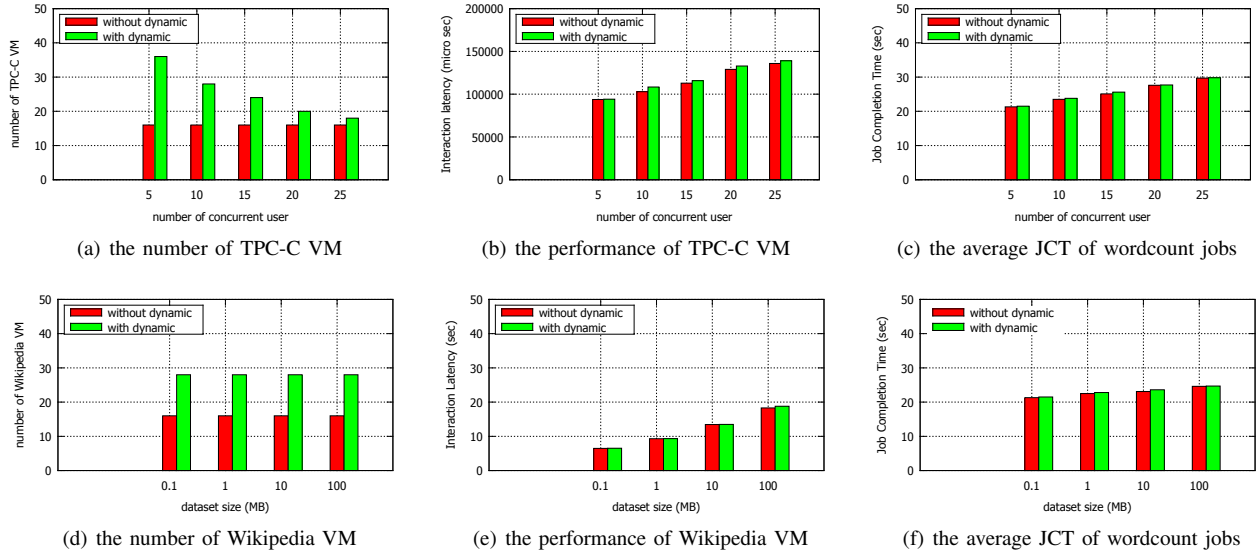 number of TPC-C VM
50
40
30
20
10
0
without dynamic
with dynamic
5 10 15 20 25
number of concurrent user
(a) the number of TPC-C VM
Interaction latency (micro sec)
200000
150000
100000
50000
0
without dynamic
with dynamic
5 10 15 20 25
number of concurrent user
(b) the performance of TPC-C VM
Job Completion Time (sec)
50
40
30
20
10
0
without dynamic
with dynamic
5 10 15 20 25
number of concurrent user
(c) the average JCT of wordcount jobs
number of Wikipedia VM
50
40
30
20
10
0
without dynamic
with dynamic
0.1 1 10 100
dataset size (MB)
(d) the number of Wikipedia VM
Interaction Latency (sec)
50
40
30
20
10
0
without dynamic
with dynamic
0.1 1 10 100
dataset size (MB)
(e) the performance of Wikipedia VM
Job Completion Time (sec)
50
40
30
20
10
0
without dynamic
with dynamic
0.1 1 10 100
dataset size (MB)
(f) the average JCT of wordcount jobs